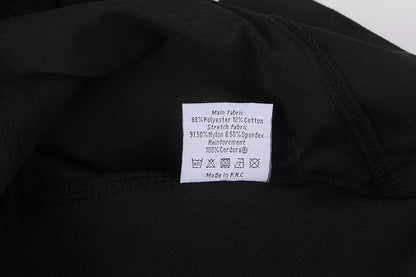 Main fabric
88%Polyester 12%Cotton
Stretch fabric
91.50%Nylon 8.50%Spandex
Reinforcement
100%Cordura®
Made in P.R.C